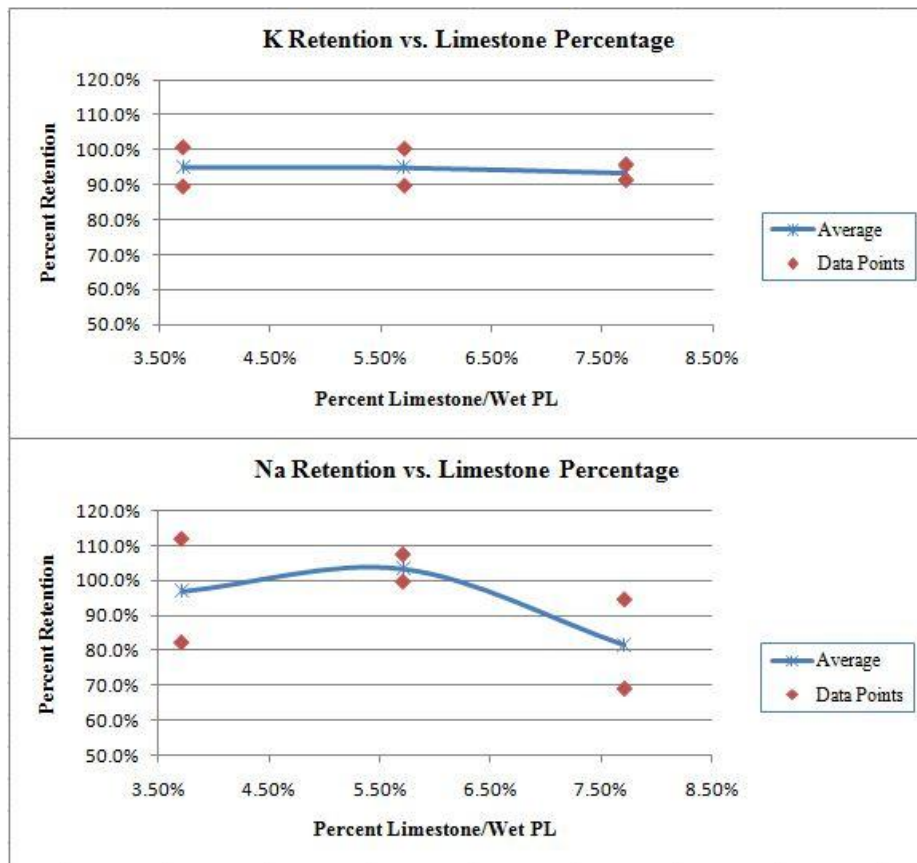 K Retention vs. Limestone Percentage
120.0%
110.0%
100.0%
90.0%
80.0%
70.0%
60.0%
50.0%
Percent Retention
3.50% 4.50% 5.50% 6.50% 7.50% 8.50%
Percent Limestone/Wet PL
Average
Data Points
Na Retention vs. Limestone Percentage
120.0%
110.0%
100.0%
90.0%
80.0%
70.0%
60.0%
50.0%
Percent Retention
3.50% 4.50% 5.50% 6.50% 7.50% 8.50%
Percent Limestone/Wet PL
Average
Data Points